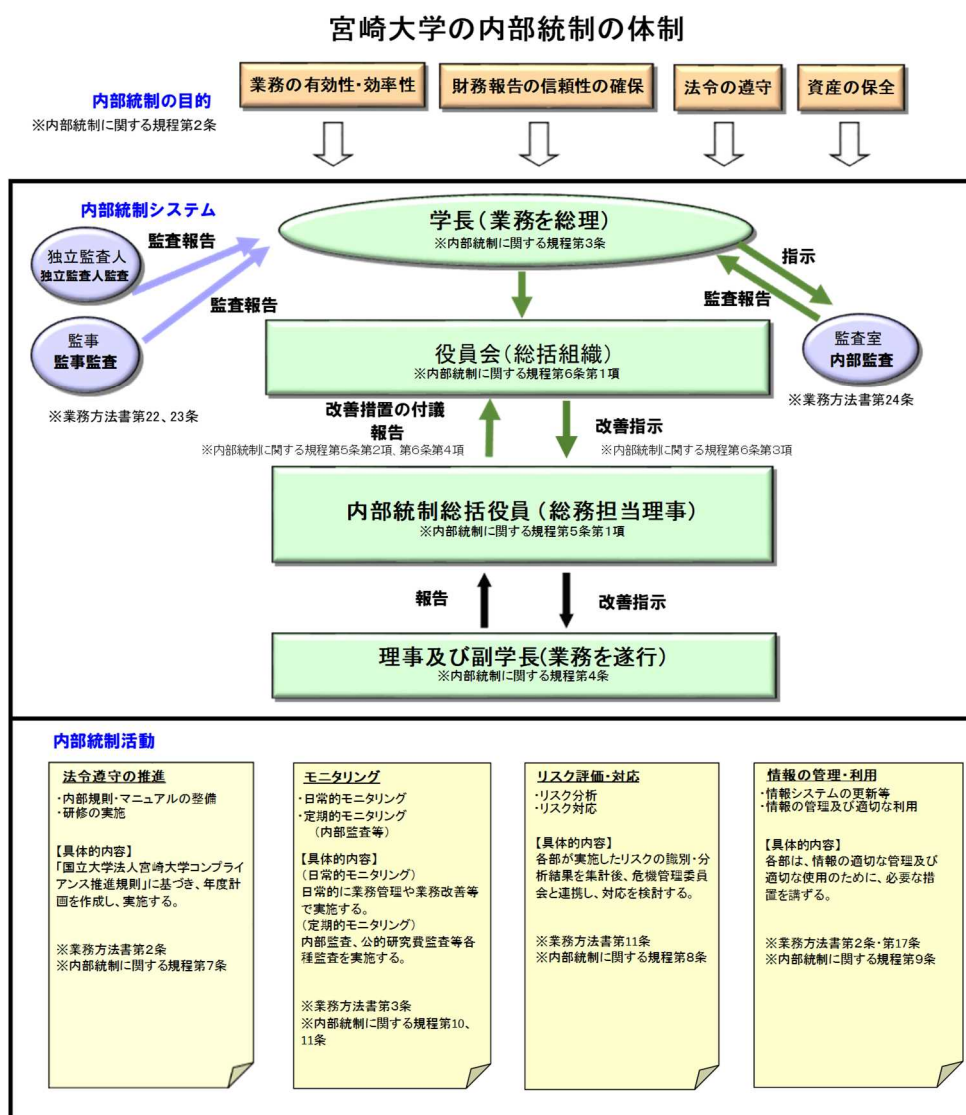 宮崎大学の内部統制の体制
内部統制の目的
※内部統制に関する規程第2条
業務の有効性・効率性
財務報告の信頼性の確保
法令の遵守
資産の保全
内部統制システム
学長（業務を総理）
※内部統制に関する規程第3条
独立監査人
独立監査人監査
監査報告
監事
監事監査
監査報告
※業務方法書第22、23条
指示
監査報告
監査室
内部監査
※業務方法書第24条
役員会（総括組織）
※内部統制に関する規程第6条第1項
改善措置の付議
報告
※内部統制に関する規程第5条第2項、第6条第4項
改善指示
※内部統制に関する規程第6条第3項
内部統制総括役員（総務担当理事）
※内部統制に関する規程第5条第1項
報告
改善指示
理事及び副学長（業務を遂行）
※内部統制に関する規程第4条
内部統制活動
法令遵守の推進
・内部規則・マニュアルの整備
・研修の実施
【具体的内容】
「国立大学法人宮崎大学コンプライ
アンス推進規則」に基づき、年度計
画を作成し、実施する。
※業務方法書第2条
※内部統制に関する規程第7条
モニタリング
・日常的モニタリング
・定期的モニタリング
（内部監査等）
【具体的内容】
（日常的モニタリング）
日常的に業務管理や業務改善等
で実施する。
（定期的モニタリング）
内部監査、公的研究費監査等各
種監査を実施する。
※業務方法書第3条
※内部統制に関する規程第10、
11条
リスク評価・対応
・リスク分析
・リスク対応
【具体的内容】
各部が実施したリスクの識別・分
析結果を集計後、危機管理委員
会と連携し、対応を検討する。
※業務方法書第11条
※内部統制に関する規程第8条
情報の管理・利用
・情報システムの更新等
・情報の管理及び適切な利用
【具体的内容】
各部は、情報の適切な管理及び
適切な使用のために、必要な措
置を講ずる。
※業務方法書第2条・第17条
※内部統制に関する規程第9条